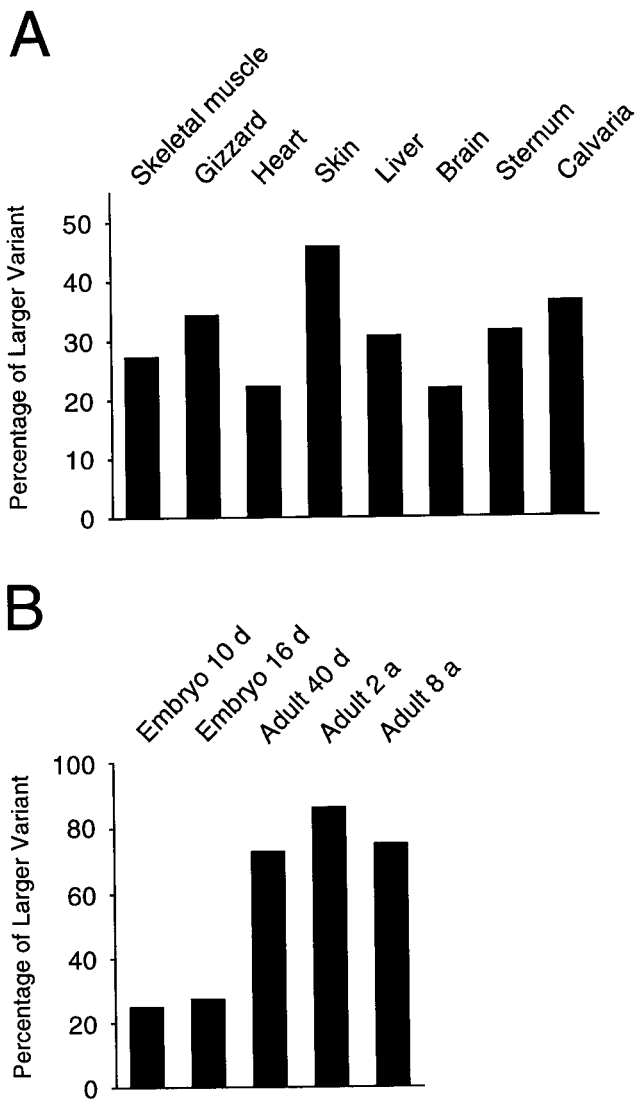 A
Skeletal muscle
Gizzard
Heart
Skin
Liver
Brain
Sternum
Calvaria
Percentage of Larger Variant
50
40
30
20
10
0
B
Embryo 10 d
Embryo 16 d
Adult 40 d
Adult 2 a
Adult 8 a
Percentage of Larger Variant
100
80
60
40
20
0